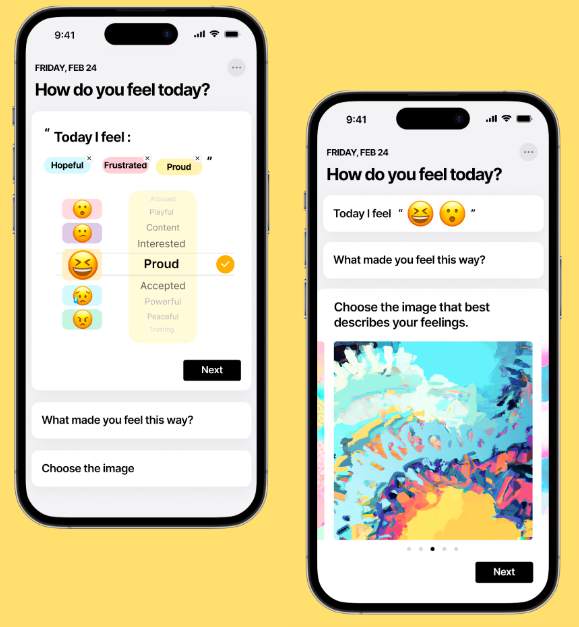 9:41
FRIDAY, FEB 24
How do you feel today?
“ Today I feel :
Hopeful × Frustrated × Proud × ”
Aroused
Playful
Content
Interested
Proud
Accepted
Powerful
Peaceful
Trusting
Next
What made you feel this way?
Choose the image
9:41
FRIDAY, FEB 24
How do you feel today?
Today I feel “ 😆 😮 ”
What made you feel this way?
Choose the image that best
describes your feelings.
Next